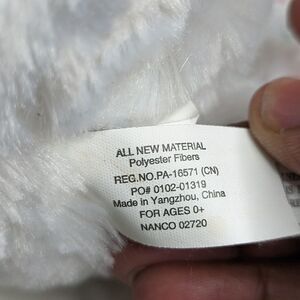 ALL NEW MATERIAL
Polyester Fibers
REG.NO.PA-16571 (CN)
PO# 0102-01319
Made in Yangzhou, China
FOR AGES 0+
NANCO 02720